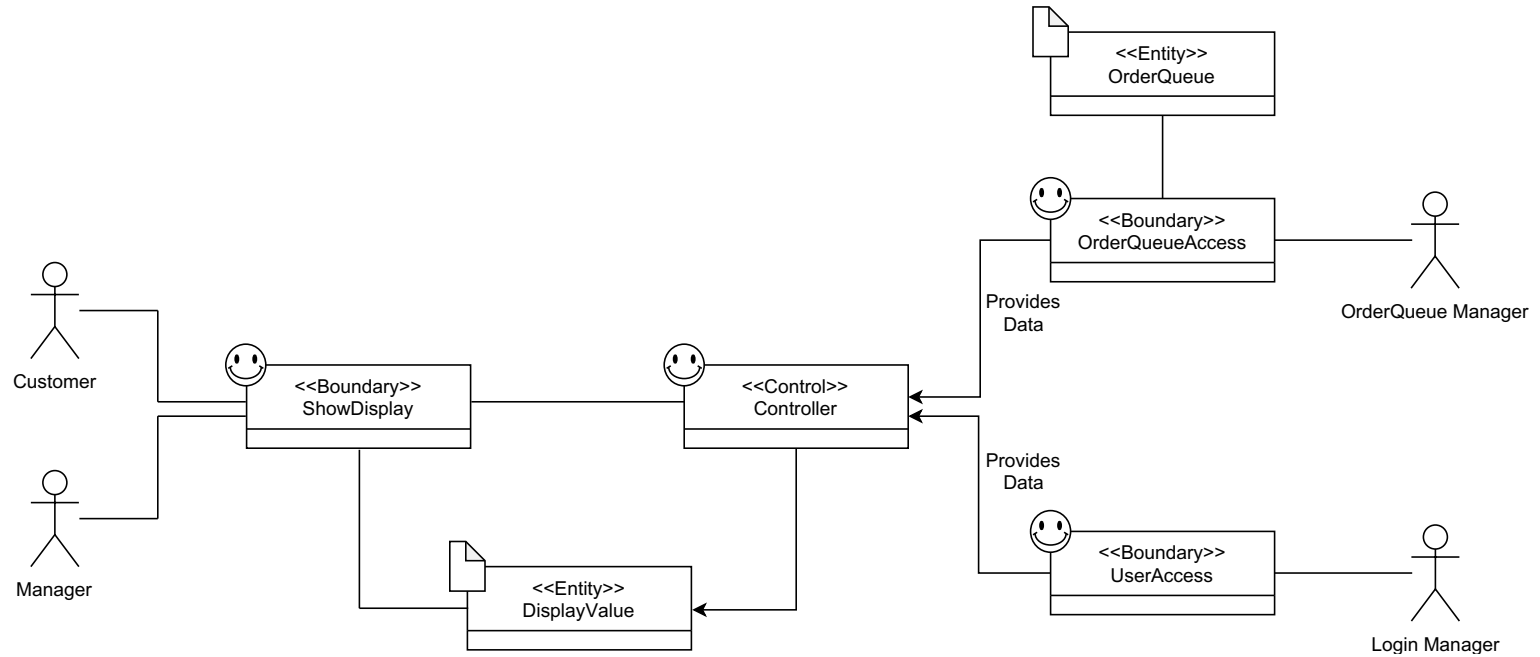 <<Entity>>
OrderQueue
<<Boundary>>
OrderQueueAccess
OrderQueue Manager
Provides
Data
Customer
<<Boundary>>
ShowDisplay
<<Control>>
Controller
Provides
Data
Manager
<<Entity>>
DisplayValue
<<Boundary>>
UserAccess
Login Manager